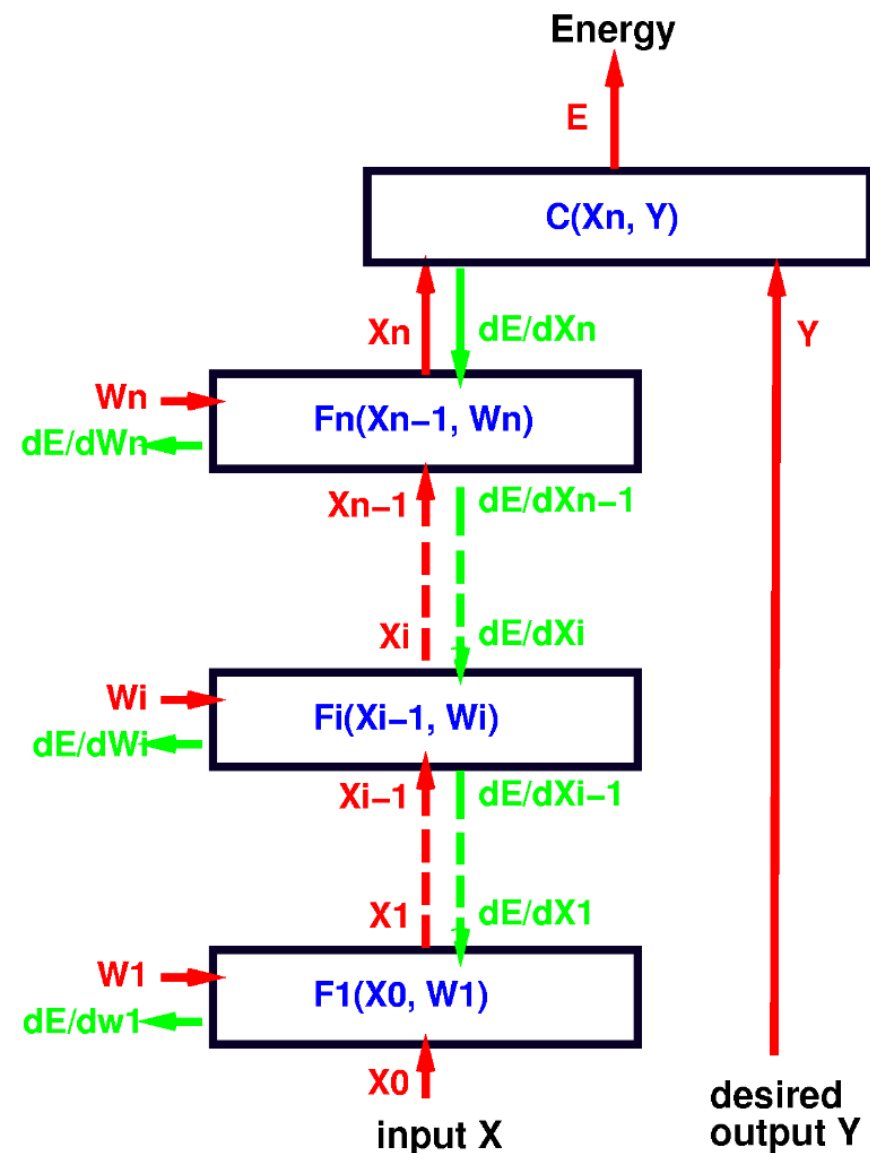 Energy
E
C(Xn, Y)
Xn
dE/dXn
Y
Wn
Fn(Xn−1, Wn)
dE/dWn
Xn−1
dE/dXn−1
Xi
dE/dXi
Wi
Fi(Xi−1, Wi)
dE/dWi
Xi−1
dE/dXi−1
X1
dE/dX1
W1
F1(X0, W1)
dE/dw1
X0
input X
desired
output Y